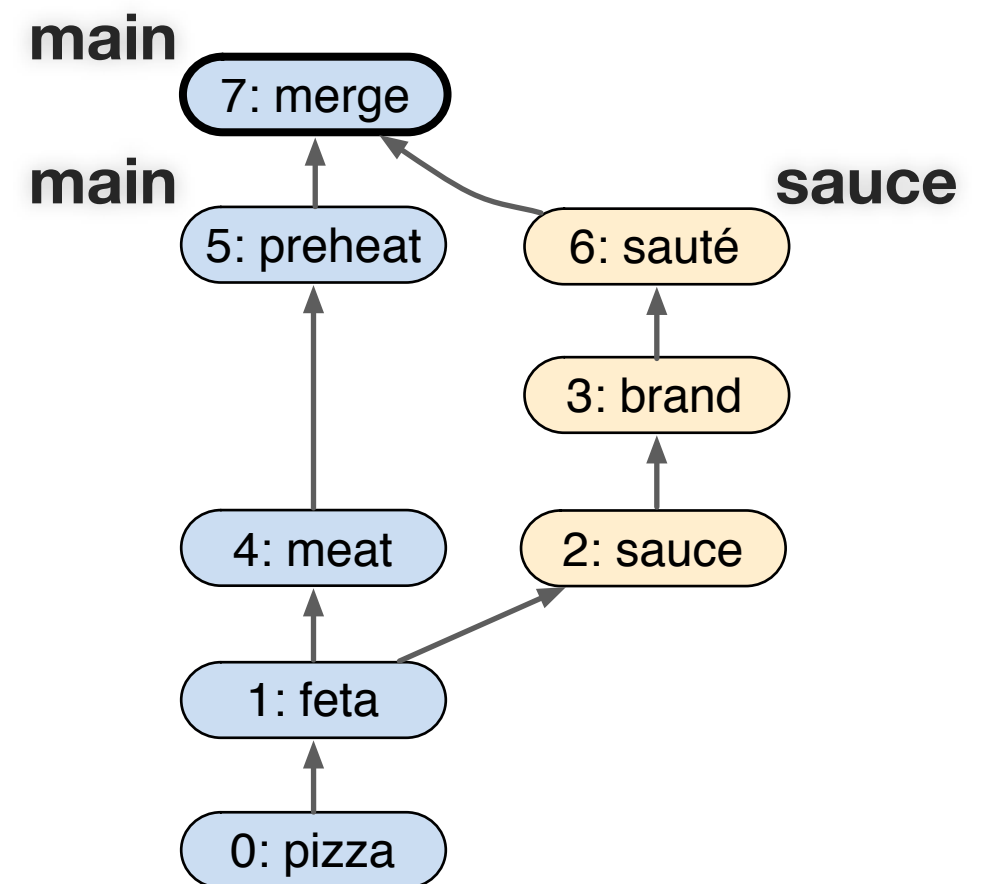 main
7: merge
main
sauce
5: preheat
6: sauté
3: brand
4: meat
2: sauce
1: feta
0: pizza